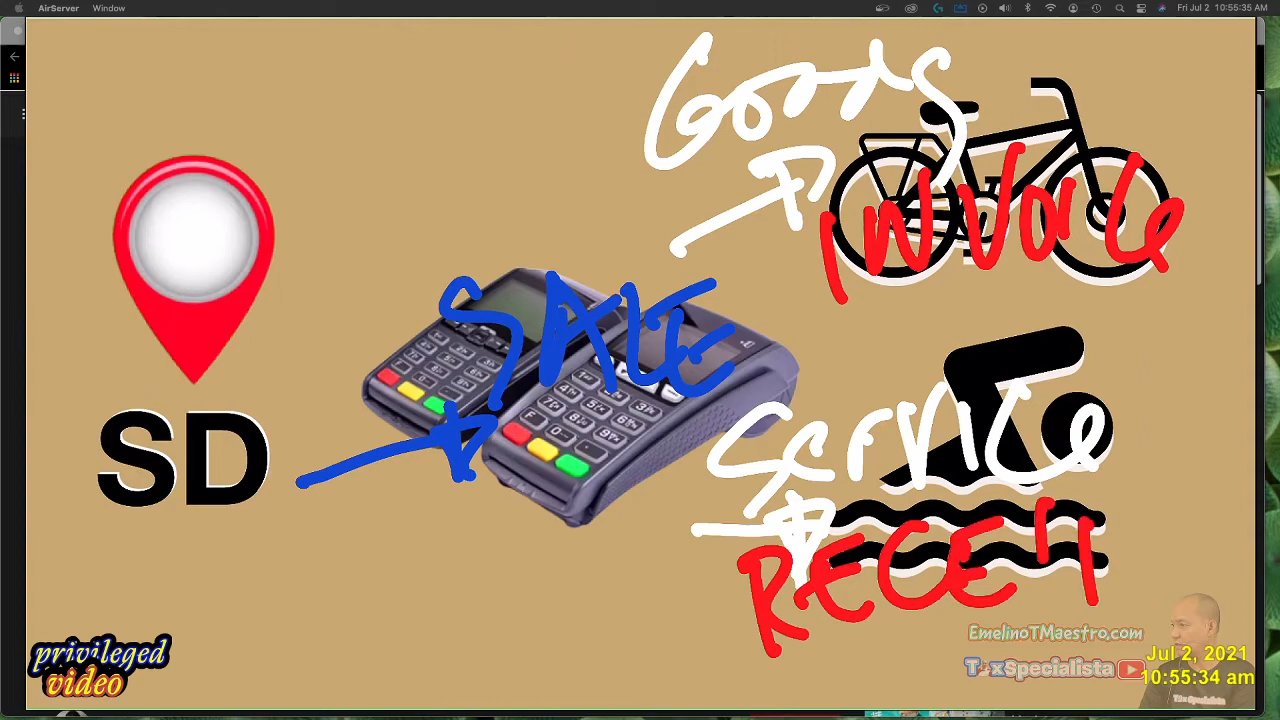 AirServer Window
Fri Jul 2 10:55:35 AM
GOODS
INVOICE
SALE
SD
Service
RECEI
privileged
video
EmelinoTMaestro.com
TaxSpecialista
Jul 2, 2021
10:55:34 am